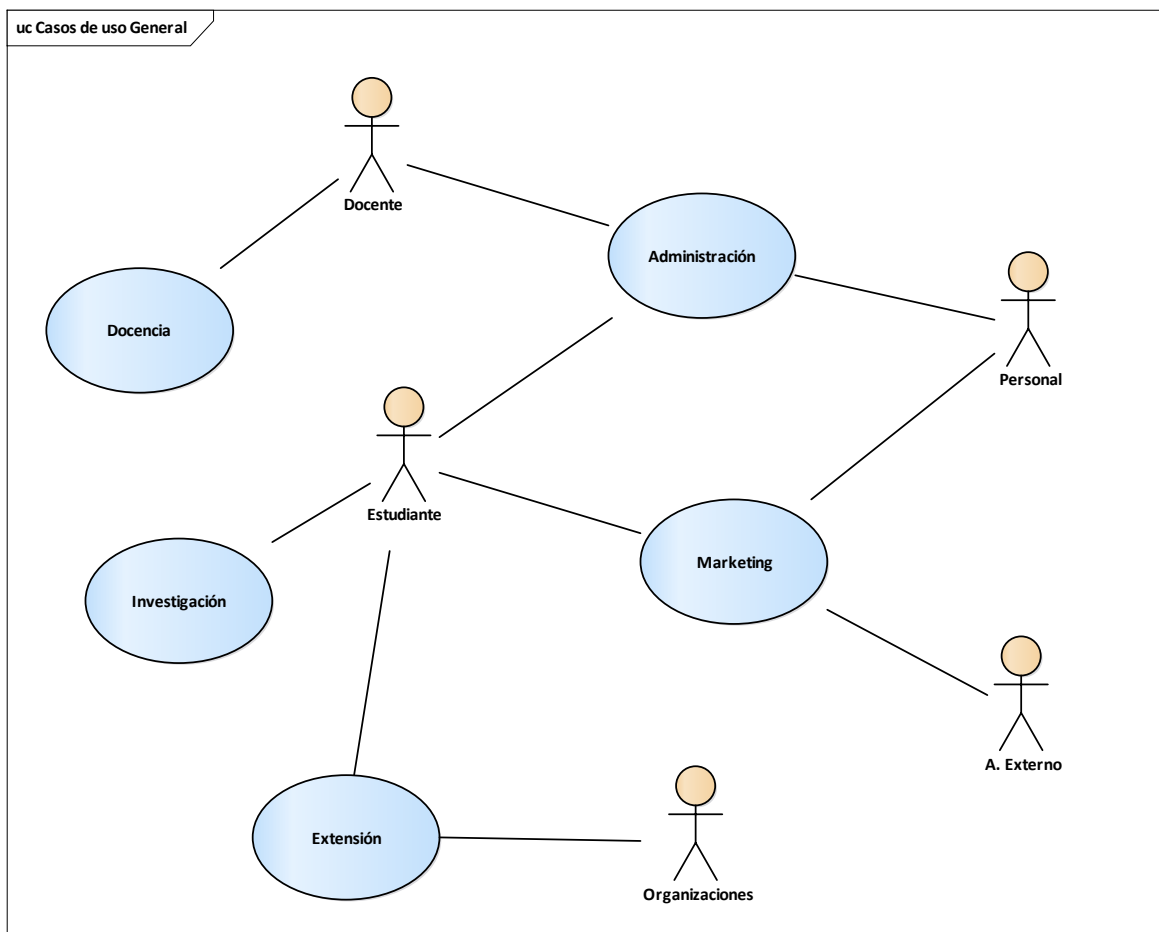 uc Casos de uso General
Docente
Administración
Docencia
Personal
Estudiante
Marketing
Investigación
A. Externo
Extensión
Organizaciones